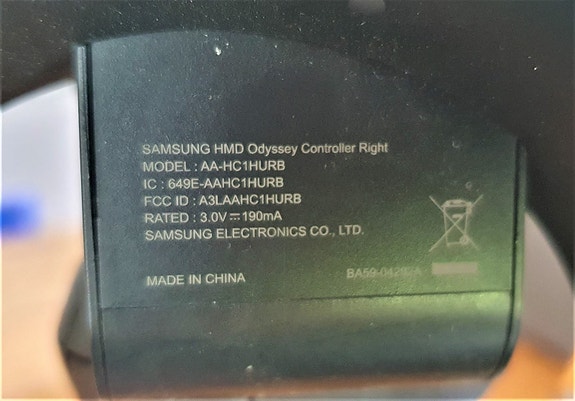 SAMSUNG HMD Odyssey Controller Right
MODEL : AA-HC1HURB
IC : 649E-AAHC1HURB
FCC ID : A3LAAHC1HURB
RATED : 3.0V⎓190mA
SAMSUNG ELECTRONICS CO., LTD.
MADE IN CHINA